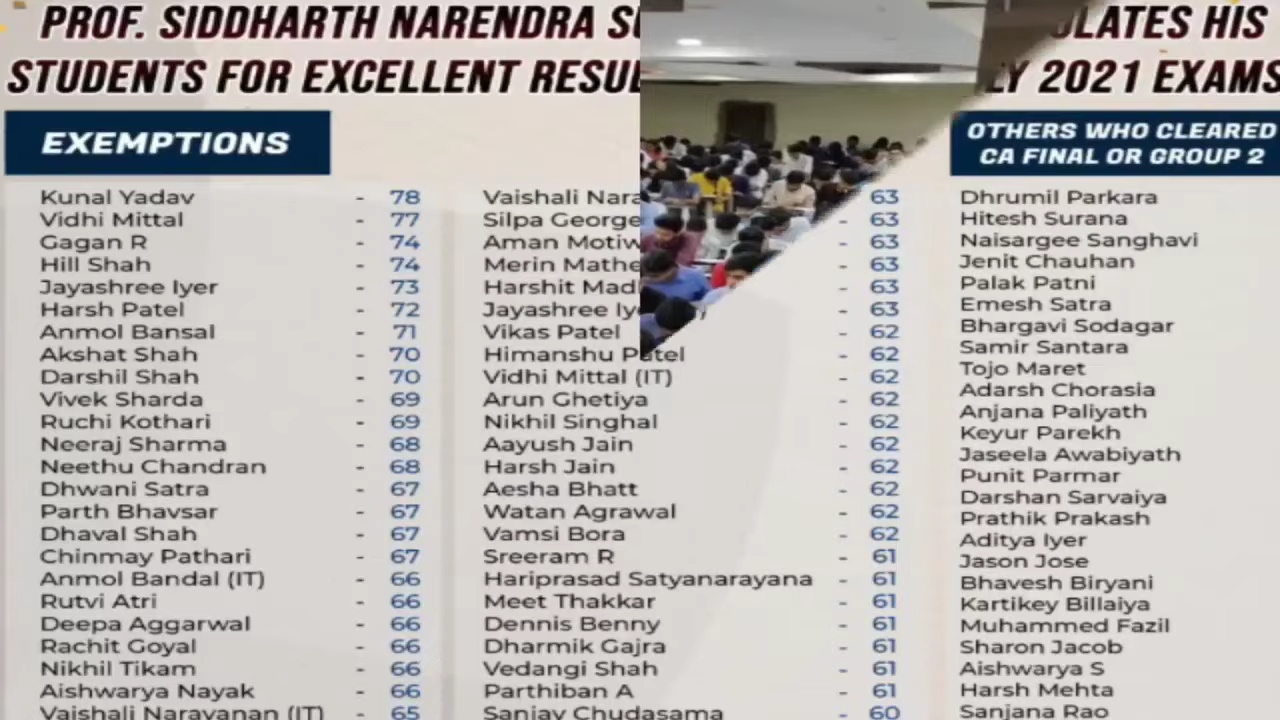 PROF. SIDDHARTH NARENDRA
STUDENTS FOR EXCELLENT
HIS
2021 EXAMS
EXEMPTIONS
Kunal Yadav - 78
Vidhi Mittal - 77
Gagan R - 74
Hill Shah - 74
Jayashree Iyer - 73
Harsh Patel - 72
Anmol Bansal - 71
Akshat Shah - 70
Darshil Shah - 70
Vivek Sharda - 69
Ruchi Kothari - 69
Neeraj Sharma - 68
Neethu Chandran - 68
Dhwani Satra - 67
Parth Bhavsar - 67
Dhaval Shah - 67
Chinmay Pathari - 67
Anmol Bandal (IT) - 66
Rutvi Atri - 66
Deepa Aggarwal - 66
Rachit Goyal - 66
Nikhil Tikam - 66
Aishwarya Nayak - 66
Vaishali Narayanan (IT) - 65
Vaishali 63
Silpa George - 63
Aman - 63
Merin - 63
Harshit - 63
Jayashree - 63
Vikas Patel - 62
Himanshu Patel - 62
Vidhi Mittal (IT) - 62
Arun Ghetiya - 62
Nikhil Singhal - 62
Aayush Jain - 62
Harsh Jain - 62
Aesha Bhatt - 62
Watan Agrawal - 62
Vamsi Bora - 62
Sreeram R - 61
Hariprasad Satyanarayana - 61
Meet Thakkar - 61
Dennis Benny - 61
Dharmik Gajra - 61
Vedangi Shah - 61
Parthiban A - 61
Sanjay Chudasama - 60
OTHERS WHO CLEARED
CA FINAL OR GROUP 2
Dhrumil Parkara
Hitesh Surana
Naisargee Sanghavi
Jenit Chauhan
Palak Patni
Emesh Satra
Bhargavi Sodagar
Samir Santara
Tojo Maret
Adarsh Chorasia
Anjana Paliyath
Keyur Parekh
Jaseela Awabiyath
Punit Parmar
Darshan Sarvaiya
Prathik Prakash
Aditya Iyer
Jason Jose
Bhavesh Biryani
Kartikey Billaiya
Muhammed Fazil
Sharon Jacob
Aishwarya S
Harsh Mehta
Sanjana Rao